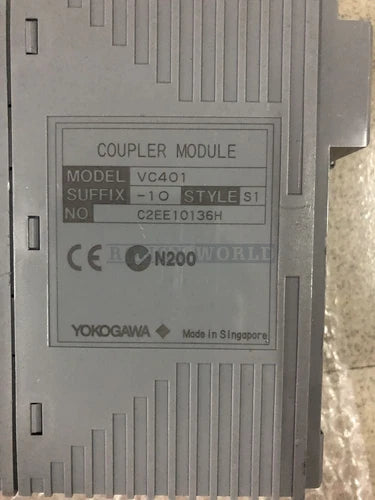 COUPLER MODULE
MODEL VC401
SUFFIX -10 STYLE S1
NO C2EE10136H
CE N200
YOKOGAWA Made in Singapore